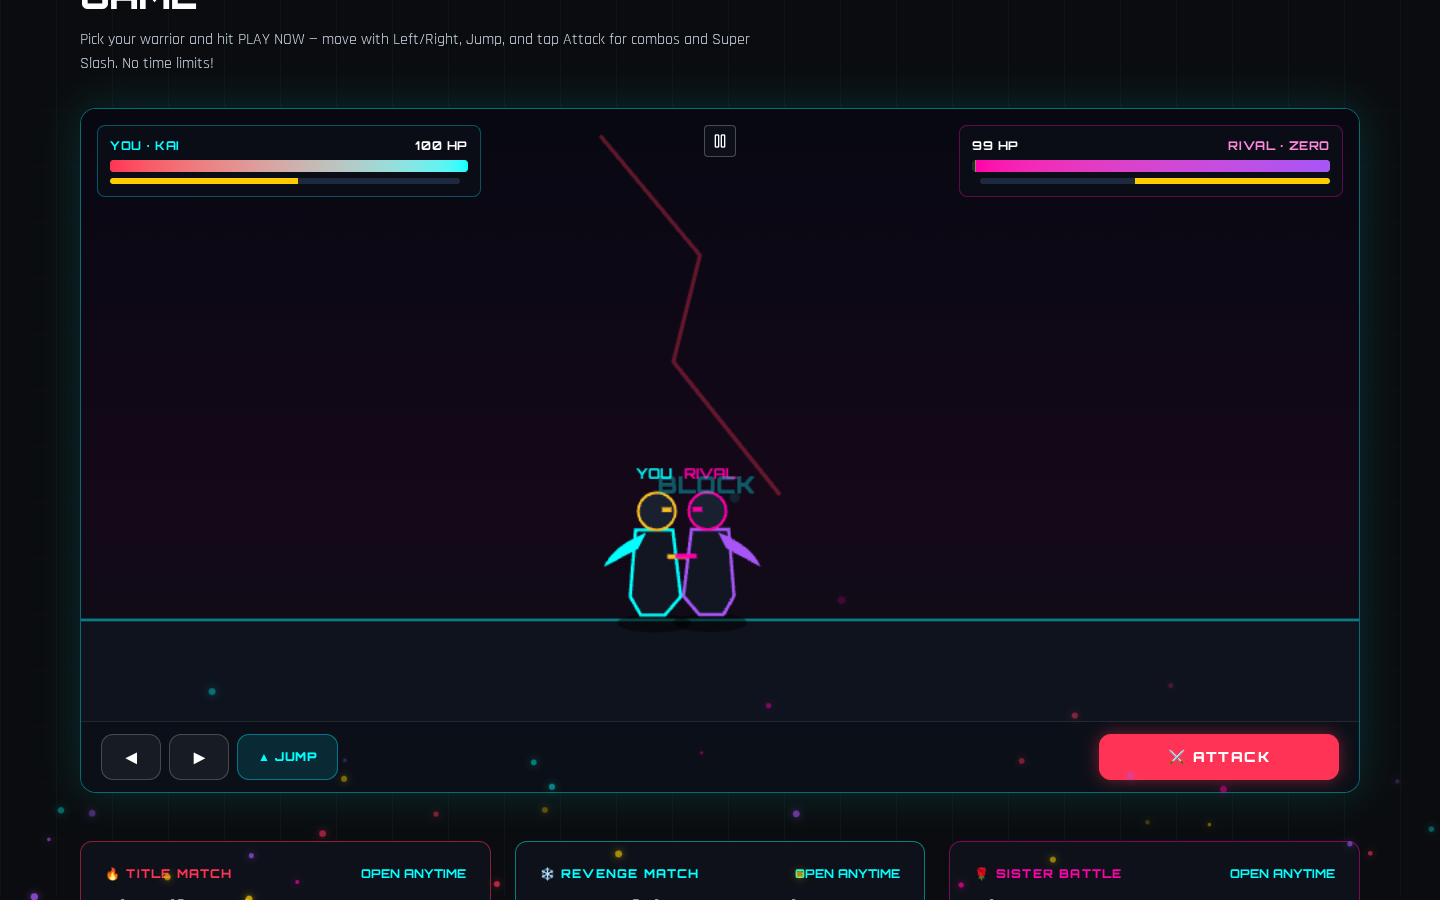 GAME
Pick your warrior and hit PLAY NOW — move with Left/Right, Jump, and tap Attack for combos and Super
Slash. No time limits!
YOU · KAI 100 HP
99 HP RIVAL · ZERO
YOU RIVAL
BLOCK
◀ ▶ ▲ JUMP
⚔ ATTACK
🔥 TITLE MATCH OPEN ANYTIME
❄️ REVENGE MATCH OPEN ANYTIME
🌹 SISTER BATTLE OPEN ANYTIME